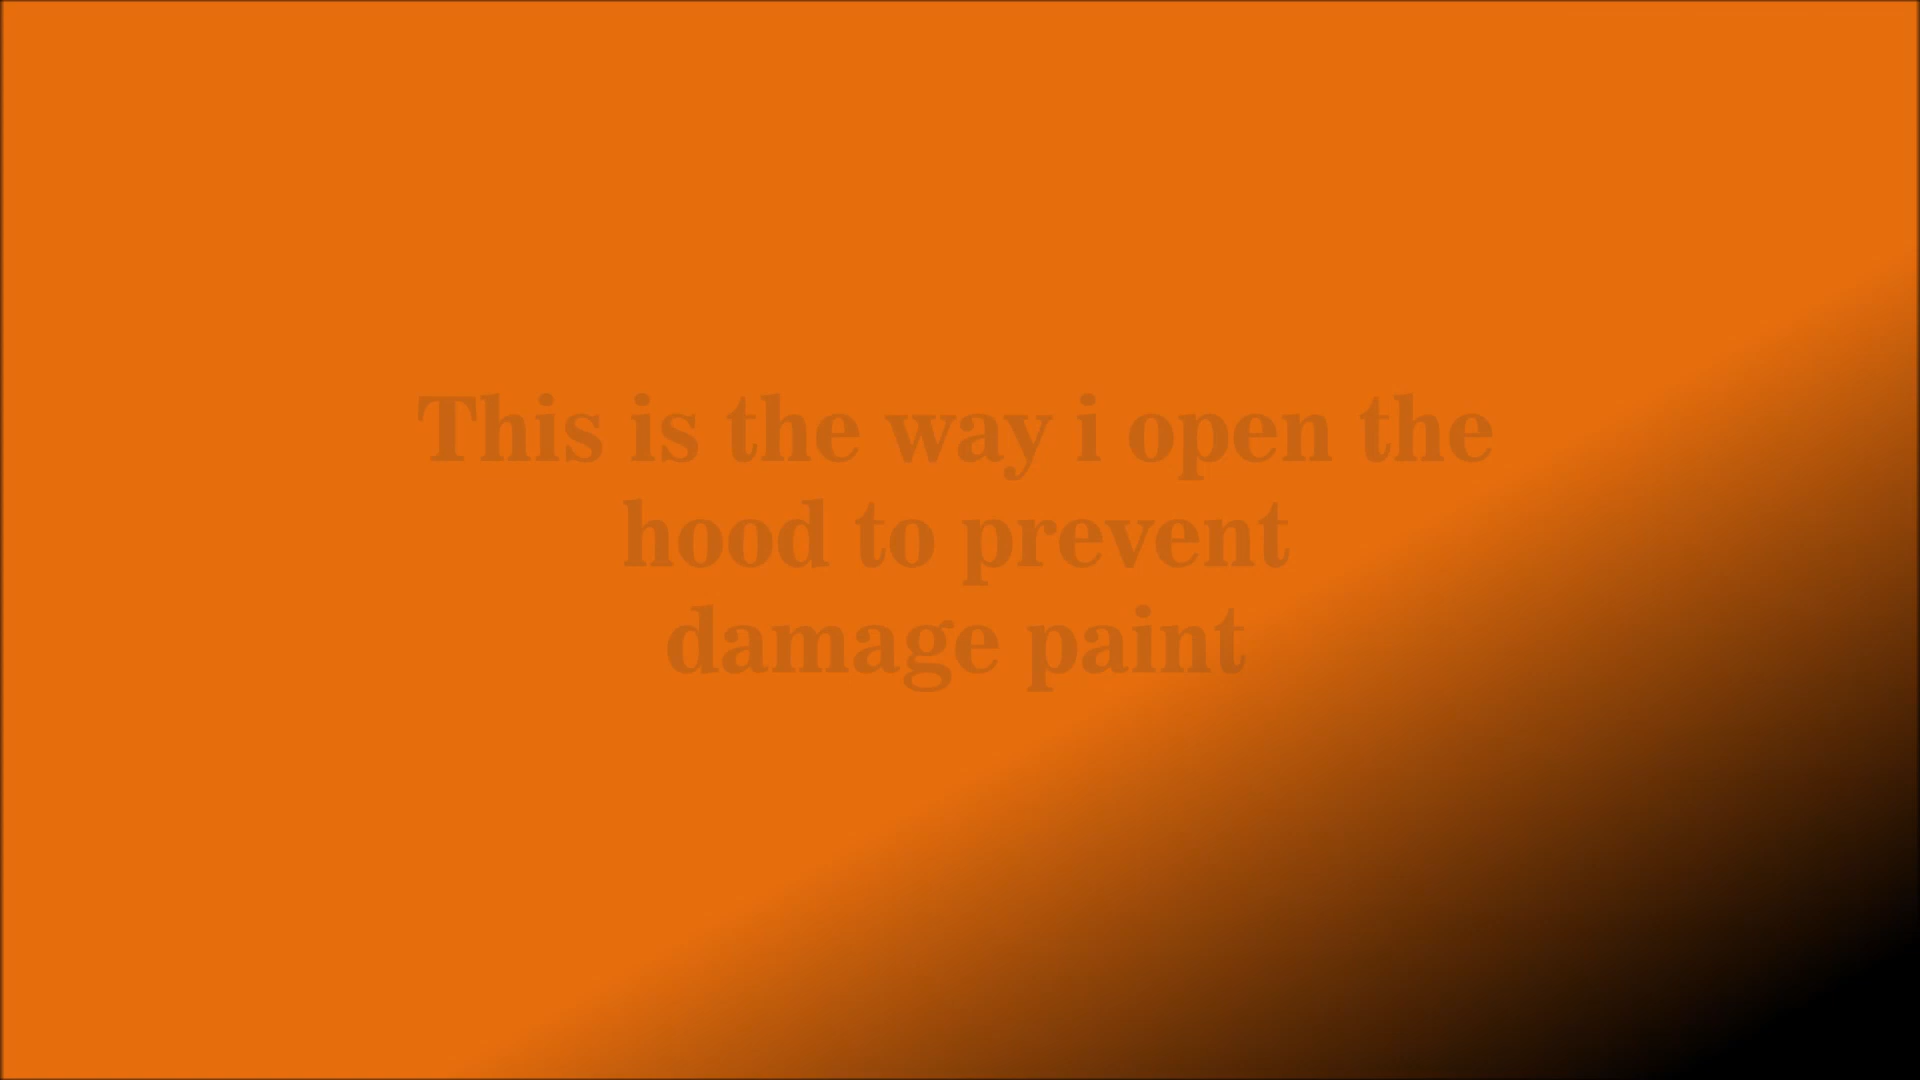 This is the way i open the
hood to prevent
damage paint